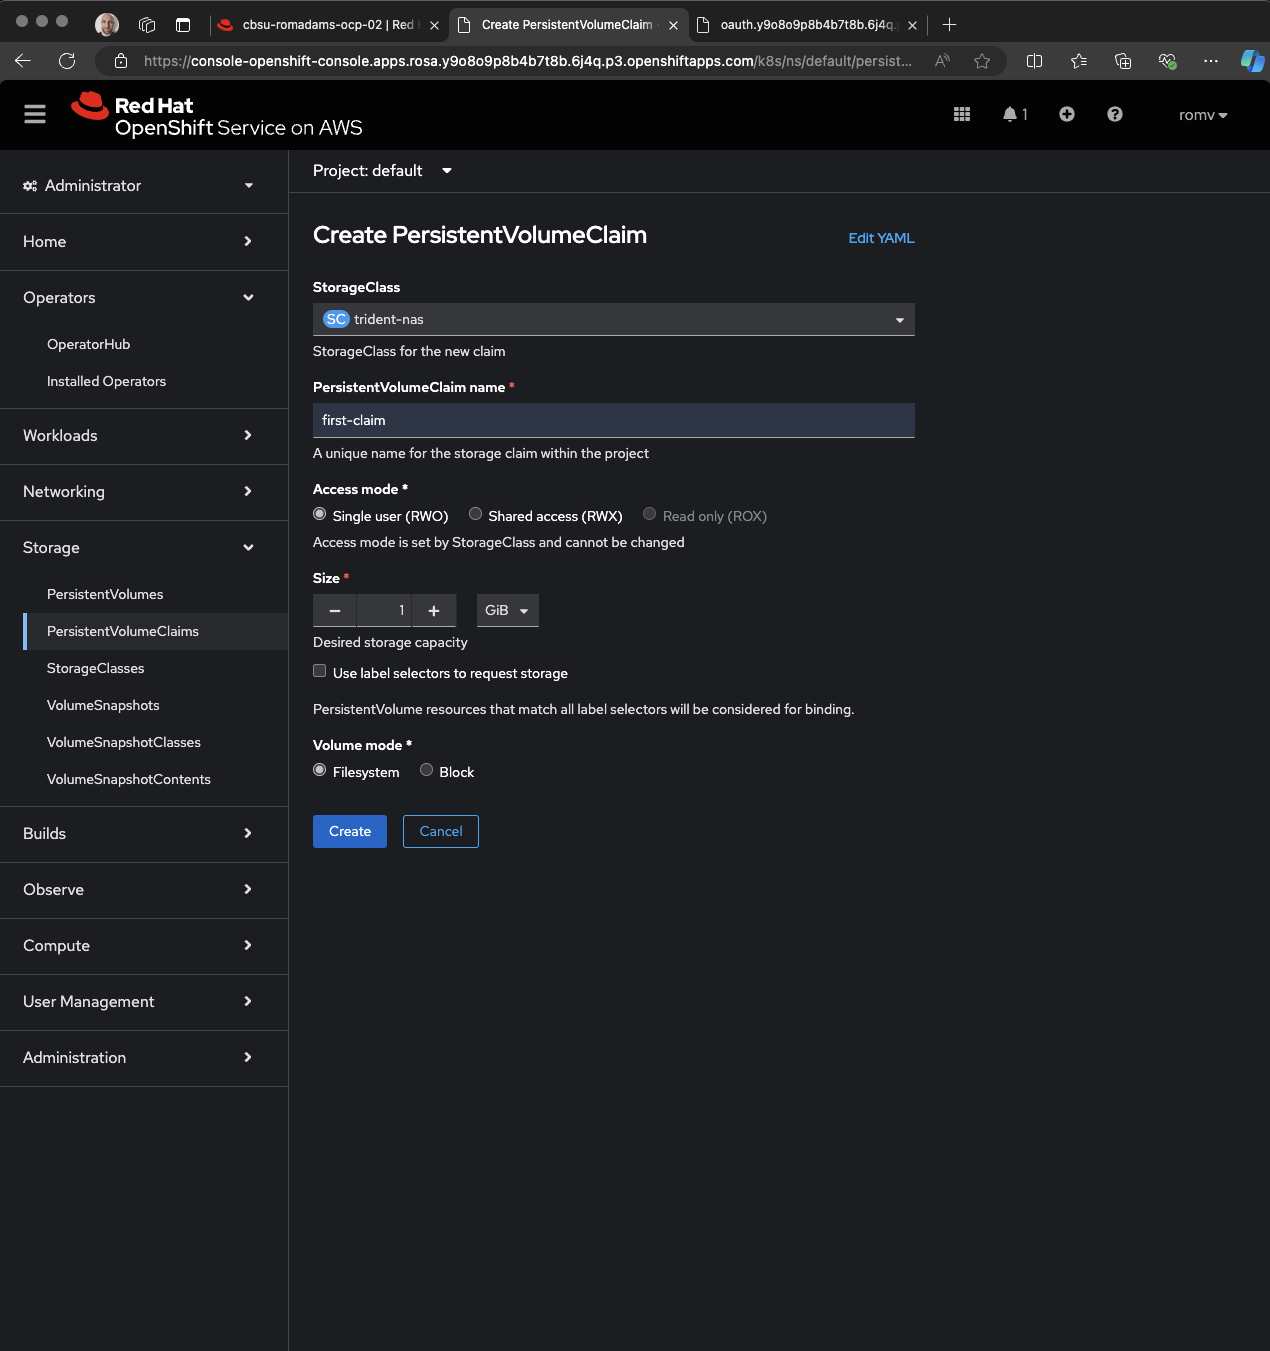 cbsu-romadams-ocp-02 | Red
Create PersistentVolumeClaim
oauth.y9o8o9p8b4b7t8b.6j4q.
https://console-openshift-console.apps.rosa.y9o8o9p8b4b7t8b.6j4q.p3.openshiftapps.com/k8s/ns/default/persist...
Red Hat
OpenShift Service on AWS
1
romv
Administrator
Home
Operators
OperatorHub
Installed Operators
Workloads
Networking
Storage
PersistentVolumes
PersistentVolumeClaims
StorageClasses
VolumeSnapshots
VolumeSnapshotClasses
VolumeSnapshotContents
Builds
Observe
Compute
User Management
Administration
Project: default
Create PersistentVolumeClaim
Edit YAML
StorageClass
SC trident-nas
StorageClass for the new claim
PersistentVolumeClaim name *
first-claim
A unique name for the storage claim within the project
Access mode *
Single user (RWO) Shared access (RWX) Read only (ROX)
Access mode is set by StorageClass and cannot be changed
Size *
1 GiB
Desired storage capacity
Use label selectors to request storage
PersistentVolume resources that match all label selectors will be considered for binding.
Volume mode *
Filesystem Block
Create Cancel